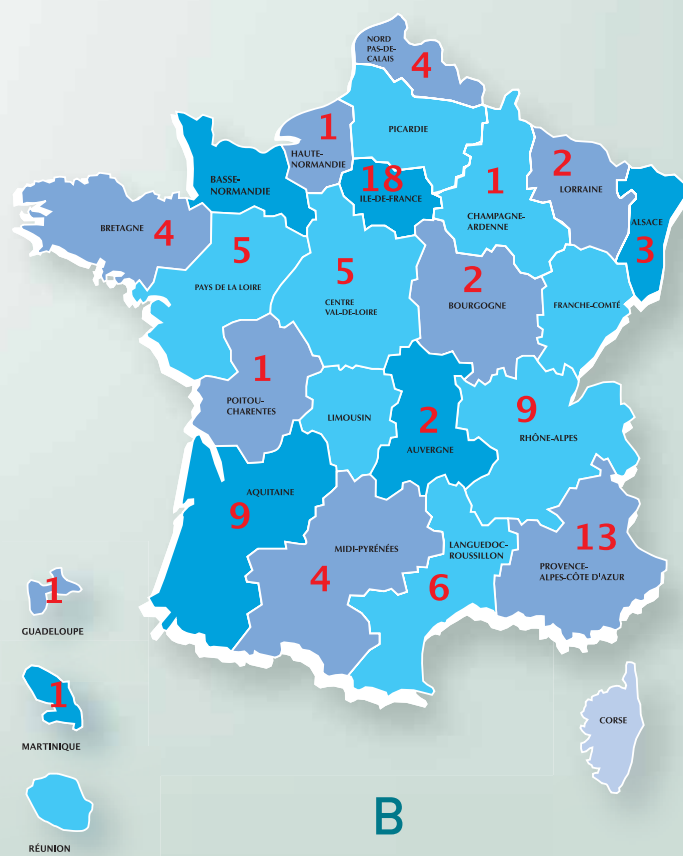 NORD
PAS-DE-
CALAIS
4
PICARDIE
1
HAUTE-
NORMANDIE
BASSE-
NORMANDIE
18
ILE-DE-FRANCE
1
CHAMPAGNE-
ARDENNE
2
LORRAINE
ALSACE
3
BRETAGNE
4
5
PAYS DE LA LOIRE
5
CENTRE
VAL-DE-LOIRE
2
BOURGOGNE
FRANCHE-COMTÉ
1
POITOU-
CHARENTES
LIMOUSIN
2
AUVERGNE
9
RHÔNE-ALPES
AQUITAINE
9
MIDI-PYRÉNÉES
4
LANGUEDOC-
ROUSSILLON
6
13
PROVENCE-
ALPES-CÔTE D'AZUR
1
GUADELOUPE
1
MARTINIQUE
CORSE
RÉUNION
B